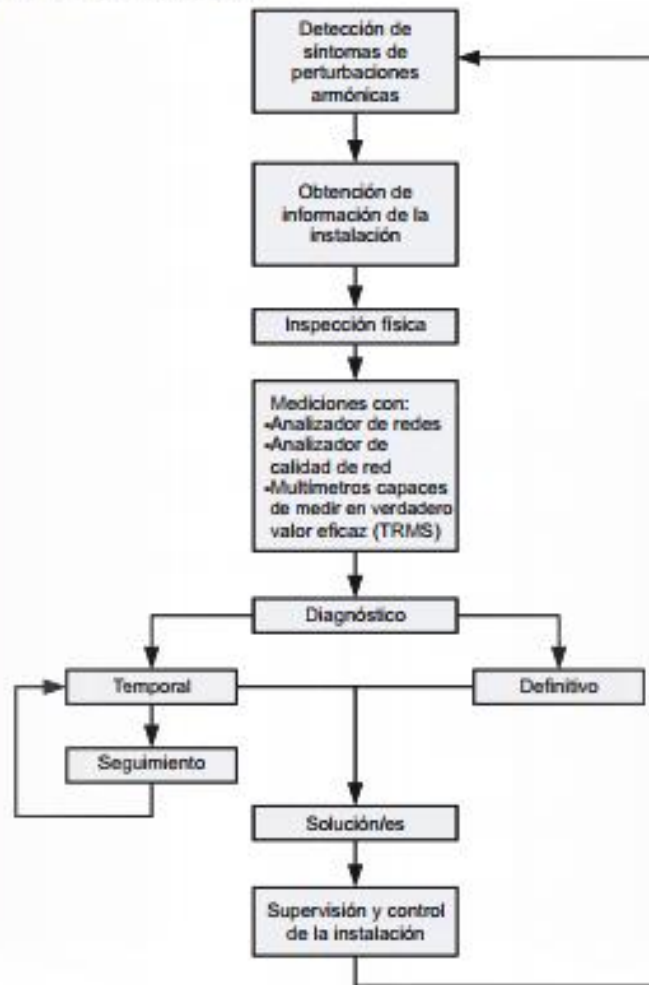 Detección de
síntomas de
perturbaciones
armónicas
Obtención de
información de la
instalación
Inspección física
Mediciones con:
-Analizador de redes
-Analizador de
calidad de red
-Multímetros capaces
de medir en verdadero
valor eficaz (TRMS)
Diagnóstico
Temporal
Definitivo
Seguimiento
Solución/es
Supervisión y control
de la instalación